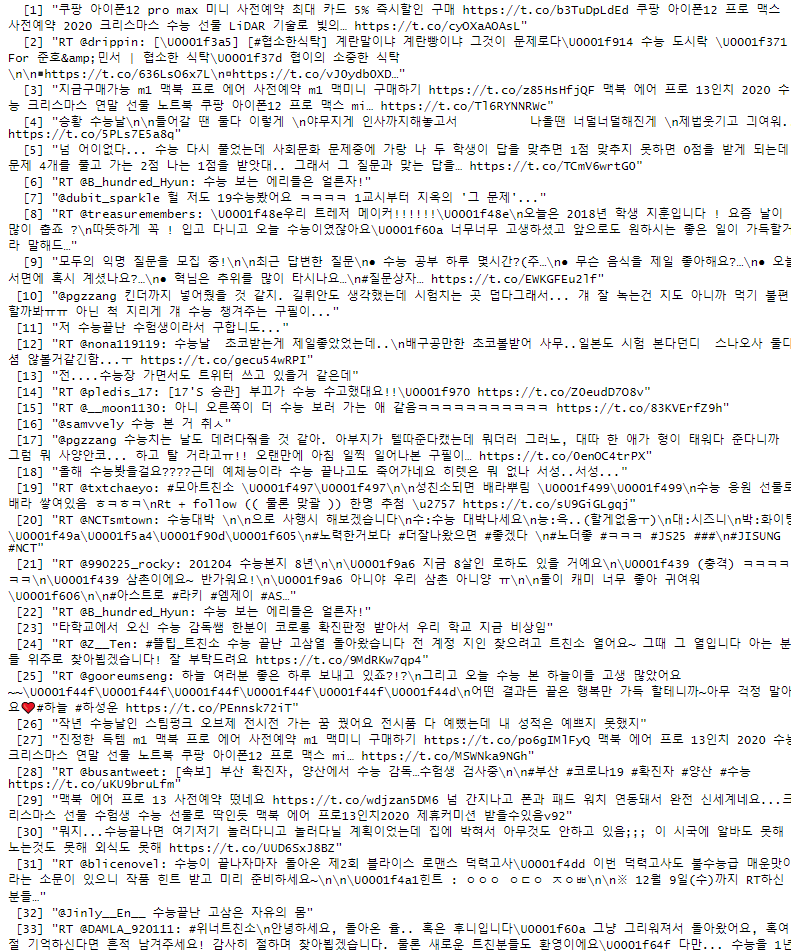 [1] "쿠팡 아이폰12 pro max 미니 사전예약 최대 카드 5% 즉시할인 구매 https://t.co/b3TuDpLdEd 쿠팡 아이폰12 프로 맥스
사전예약 2020 크리스마스 수능 선물 LiDAR 기술로 빛의… https://t.co/cyOXaAOAsL"
[2] "RT @drippin: [\U0001f3a5] [#협소한식탁] 계란말이냐 계란빵이냐 그것이 문제로다\U0001f914 수능 도시락 \U0001f371
For 준호&amp;민서 | 협소한 식탁\U0001f37d 협이의 소중한 식탁
\n\n▪https://t.co/636LsO6x7L\n▫https://t.co/vJ0ydbOXD…"
[3] "지금구매가능 m1 맥북 프로 에어 사전예약 m1 맥미니 구매하기 https://t.co/z85HsHfjQF 맥북 에어 프로 13인치 2020 수
능 크리스마스 연말 선물 노트북 쿠팡 아이폰12 프로 맥스 mi… https://t.co/Tl6RYNNRWc"
[4] "승황 수능날\n\n들어갈 땐 둘다 이렇게 \n야무지게 인사까지해놓고서 나올땐 너덜너덜해진게 \n제법웃기고 괴여워.
https://t.co/5PLs7E5a8q"
[5] "넘 어이없다... 수능 다시 풀었는데 사회문화 문제중에 가랑 나 두 학생이 답을 맞추면 1점 맞추지 못하면 0점을 받게 되는데
문제 4개를 풀고 가는 2점 나는 1점을 받앗대.. 그래서 그 질문과 맞는 답을… https://t.co/TCmV6wrtGO"
[6] "RT @B_hundred_Hyun: 수능 보는 에리들은 얼른자!"
[7] "@dubit_sparkle 헐 저도 19수능봤어요 ㅋㅋㅋㅋ 1교시부터 지옥의 '그 문제'..."
[8] "RT @treasuremembers: \U0001f48e우리 트레저 메이커!!!!!!\U0001f48e\n오늘은 2018년 학생 지훈입니다 ! 요즘 날이
많이 춥죠 ?\n따뜻하게 꼭 ! 입고 다니고 오늘 수능이였잖아요\U0001f60a 너무너무 고생하셨고 앞으로도 원하시는 좋은 일이 가득할거
라 말해드…"
[9] "모두의 익명 질문을 모집 중!\n\n최근 답변한 질문\n● 수능 공부 하루 몇시간?(주…\n● 무슨 음식을 제일 좋아해요?…\n● 오늘
서면에 혹시 계셨나요?…\n● 혁님은 추위를 많이 타시나요…\n#질문상자… https://t.co/EWKGFEu2lf"
[10] "@pgzzang 킨더까지 넣어줬을 것 같지. 길뤼안도 생각했는데 시험치는 곳 덥다그래서... 걔 잘 녹는건 지도 아니까 먹기 불편
할까봐ㅠㅠ 아닌 척 지리게 걔 수능 챙겨주는 구필이..."
[11] "저 수능끝난 수험생이라서 구합니도..."
[12] "RT @nona119119: 수능날 초코받는게 제일좋았었는데..\n배구공만한 초코볼받어 사무..일본도 시험 본다던디 스나오사 둘다
셤 않볼거같긴함...ㅜ https://t.co/gecu54wRPI"
[13] "전....수능장 가면서도 트위터 쓰고 있을거 같은데"
[14] "RT @pledis_17: [17'S 승관] 부끄가 수능 수고했대요!!\U0001f970 https://t.co/Z0eudD7O8v"
[15] "RT @__moon1130: 아니 오른쪽이 더 수능 보러 가는 애 같음ㅋㅋㅋㅋㅋㅋㅋㅋㅋㅋㅋ https://t.co/83KVErfZ9h"
[16] "@samvvely 수능 본 거 취ㅅ"
[17] "@pgzzang 수능치는 날도 데려다줬을 것 같아. 아부지가 텔따준다캤는데 뭐더러 그러노, 대따 한 애가 형이 태워다 준다니까
그럼 뭐 사양안코... 하고 탈 거라고ㅠ!! 오랜만에 아침 일찍 일어나본 구필이… https://t.co/0enOC4trPX"
[18] "올해 수능봣을걸요????근데 예체능이라 수능 끝나고도 죽어가네요 히렛은 뭐 없나 서성..서성..."
[19] "RT @txtchaeyo: #모아트친소 \U0001f497\U0001f497\n\n성친소되면 배라뿌림 \U0001f499\U0001f499\n수능 응원 선물로
배라 쌓여있음 ㅎㅋㅎㅋ\nRt + follow (( 물론 맞팔 )) 한명 추첨 \u2757 https://t.co/sU9GiGLgqj"
[20] "RT @NCTsmtown: 수능대박 \n\n으로 사행시 해보겠습니다\n수:수능 대박나세요\n능:윽..(할게없음ㅜ)\n대:시즈니\n박:화이팅
\U0001f49a\U0001f5a4\U0001f90d\U0001f605\n#노력한거보다 #더잘나왔으면 #좋겠다 \n#노더좋 #ㅋㅋㅋ #JS25 ###\n#JISUNG
#NCT"
[21] "RT @990225_rocky: 201204 수능본지 8년\n\n\U0001f9a6 지금 8살인 로하도 있을 거예요\n\U0001f439 (충격) ㅋㅋㅋㅋ
ㅋㅋ\n\U0001f439 삼촌이에요~ 반가워요!\n\U0001f9a6 아니야 우리 삼촌 아니양 ㅠ\n\n둘이 캐미 너무 좋아 귀여워
\U0001f606\n\n#아스트로 #라키 #엠제이 #AS…"
[22] "RT @B_hundred_Hyun: 수능 보는 에리들은 얼른자!"
[23] "타학교에서 오신 수능 감독쌤 한분이 코로롱 확진판정 받아서 우리 학교 지금 비상임"
[24] "RT @Z__Ten: #뜰팁_트친소 수능 끝난 고삼열 돌아왔습니다 전 계정 지인 찾으려고 트친소 열어요~ 그때 그 열입니다 아는 분
들 위주로 찾아뵙겠습니다! 잘 부탁드려요 https://t.co/9MdRKw7qp4"
[25] "RT @gooreumseng: 하늘 여러분 좋은 하루 보내고 있죠?!?\n그리고 오늘 수능 본 하늘이들 고생 많았어요
~~\U0001f44f\U0001f44f\U0001f44f\U0001f44f\U0001f44f\U0001f44f\U0001f44d\n어떤 결과든 끝은 행복만 가득 할테니까~아무 걱정 말아
요❤️#하늘 #하성운 https://t.co/PEnnsk72iT"
[26] "작년 수능날인 스팀펑크 오브제 전시전 가는 꿈 꿨어요 전시품 다 예뻤는데 내 성적은 예쁘지 못했지"
[27] "진정한 득템 m1 맥북 프로 에어 사전예약 m1 맥미니 구매하기 https://t.co/po6gIMlFyQ 맥북 에어 프로 13인치 2020 수능
크리스마스 연말 선물 노트북 쿠팡 아이폰12 프로 맥스 mi… https://t.co/MSWNka9NGh"
[28] "RT @busantweet: [속보] 부산 확진자, 양산에서 수능 감독…수험생 검사중\n\n#부산 #코로나19 #확진자 #양산 #수능
https://t.co/uKU9bruLfm"
[29] "맥북 에어 프로 13 사전예약 떴네요 https://t.co/wdjzan5DM6 넘 간지나고 폰과 패드 워치 연동돼서 완전 신세계네요...크
리스마스 선물 수험생 수능 선물로 딱인듯 맥북 에어 프로13인치2020 제휴커미션 받을수있음v92"
[30] "뭐지...수능끝나면 여기저기 놀러다니고 놀러다닐 계획이었는데 집에 박혀서 아무것도 안하고 있음;;; 이 시국에 알바도 못해
노는것도 못해 외식도 못해 https://t.co/UUD6SxJ8BZ"
[31] "RT @blicenovel: 수능이 끝나자마자 돌아온 제2회 블라이스 로맨스 덕력고사\U0001f4dd 이번 덕력고사도 불수능급 매운맛이
라는 소문이 있으니 작품 힌트 받고 미리 준비하세요~\n\n\U0001f4a1힌트 : ㅇㅇㅇ ㅇㄷㅇ ㅈㅇㅃ\n\n※ 12월 9일(수)까지 RT하신
분들…"
[32] "@Jinly__En__ 수능끝난 고삼은 자유의 몸"
[33] "RT @DAMLA_920111: #위너트친소\n안녕하세요, 돌아온 율.. 혹은 후니입니다\U0001f60a 그냥 그리워져서 돌아왔어요, 혹여
절 기억하신다면 흔적 남겨주세요! 감사히 절하며 찾아뵙겠습니다. 물론 새로운 트친분들도 환영이에요\U0001f64f 다만... 수능을 1년